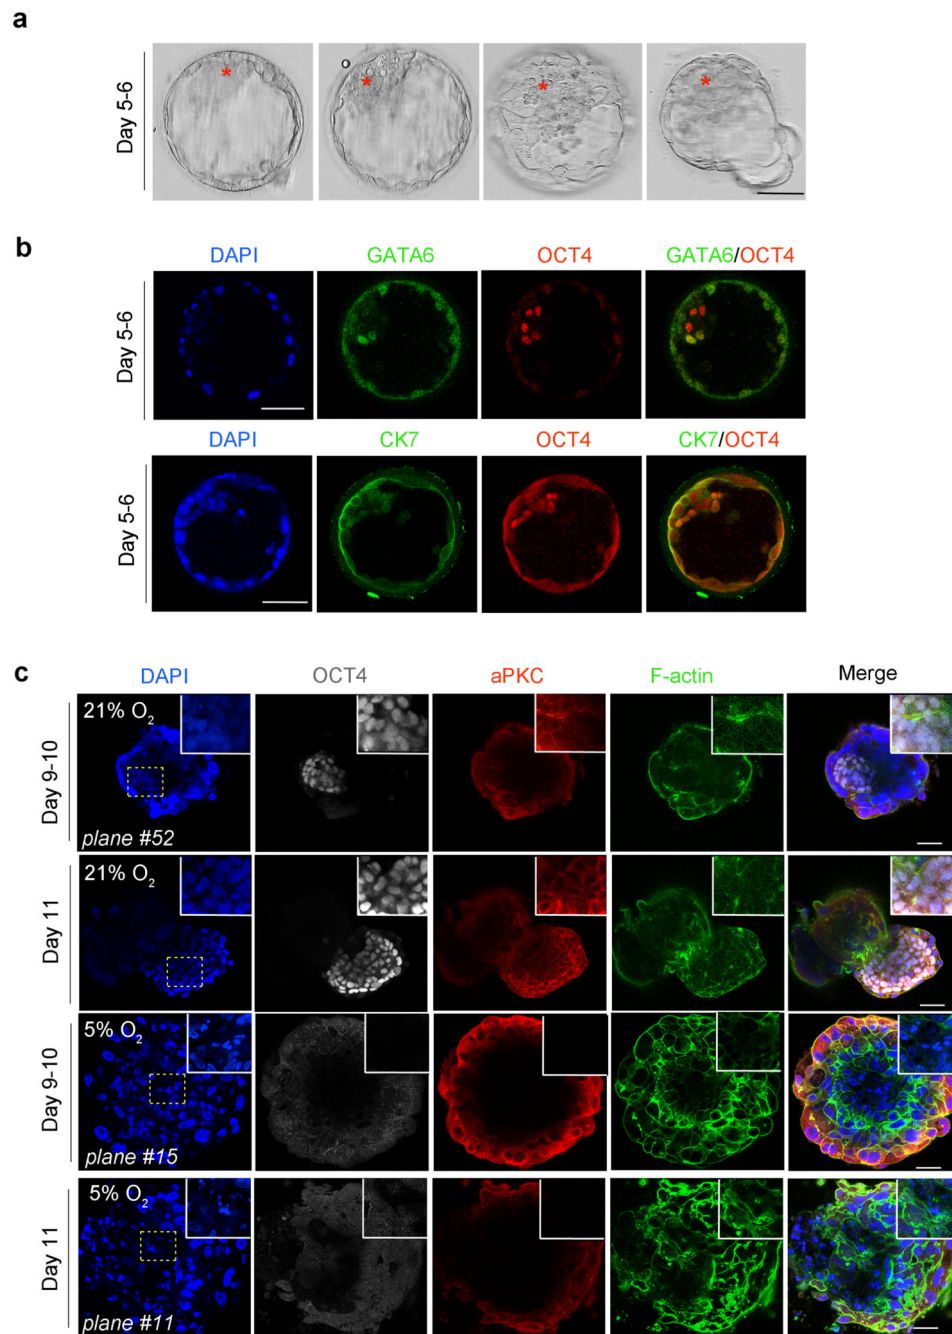 a
Day 5-6
* * * *
b
DAPI GATA6 OCT4 GATA6/OCT4
Day 5-6
DAPI CK7 OCT4 CK7/OCT4
Day 5-6
c
DAPI OCT4 aPKC F-actin Merge
Day 9-10
21% O₂
plane #52
Day 11
21% O₂
Day 9-10
5% O₂
plane #15
Day 11
5% O₂
plane #11